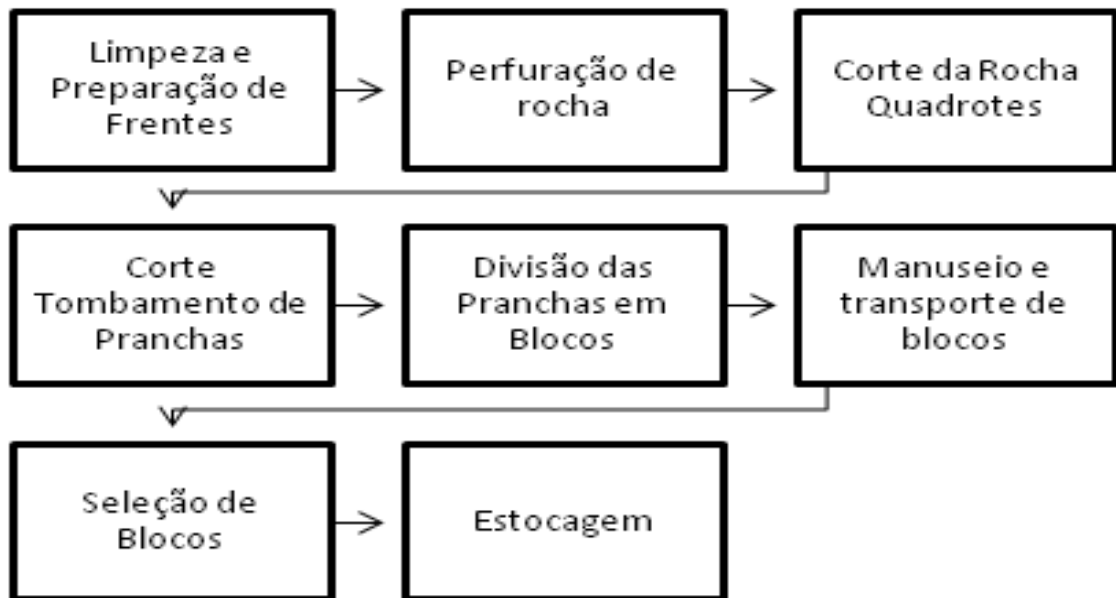 Limpeza e
Preparação de
Frentes
Perfuração de
rocha
Corte da Rocha
Quadrotes
Corte
Tombamento de
Pranchas
Divisão das
Pranchas em
Blocos
Manuseio e
transporte de
blocos
Seleção de
Blocos
Estocagem